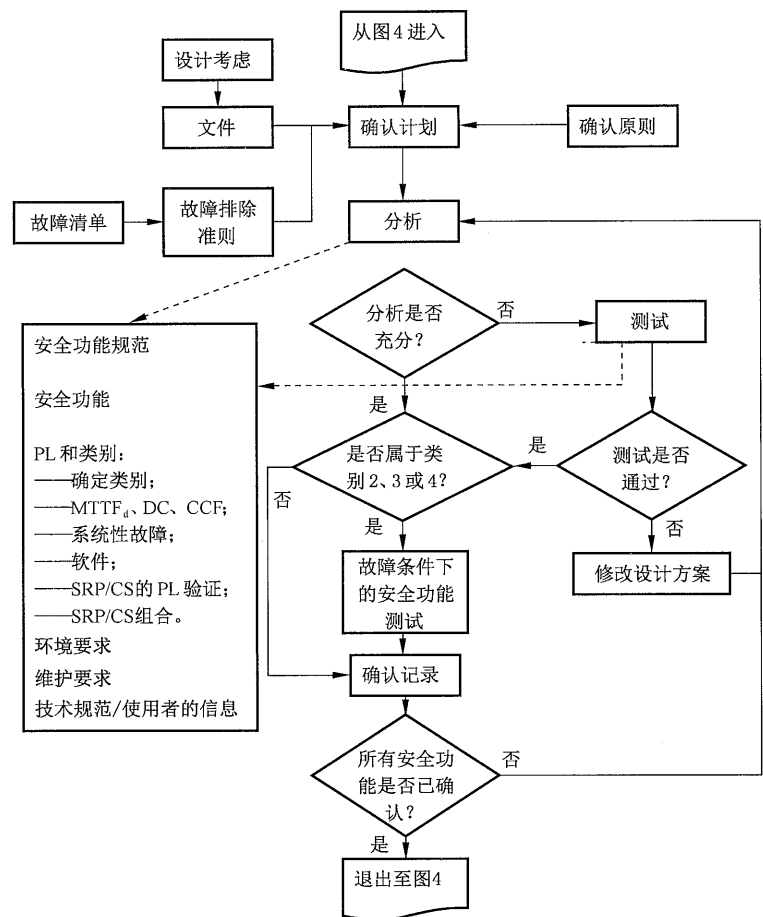 从图4进入
设计考虑
文件
确认计划
确认原则
故障清单
故障排除
准则
分析
分析是否
充分?
否
测试
是
安全功能规范
安全功能
PL和类别:
——确定类别;
——MTTFd、DC、CCF;
——系统性故障;
——软件;
——SRP/CS的PL验证;
——SRP/CS组合。
环境要求
维护要求
技术规范/使用者的信息
是否属于类
别2、3或4?
是
测试是否
通过?
否
是
否
故障条件下
的安全功能
测试
修改设计方案
确认记录
所有安全功
能是否已确
认?
否
是
退出至图4